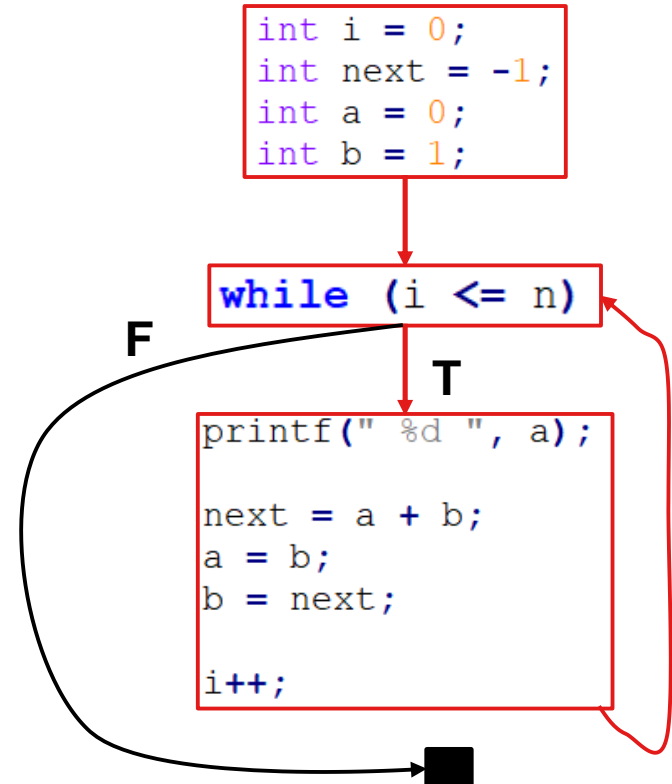 int i = 0;
int next = -1;
int a = 0;
int b = 1;
while (i <= n)
F
T
printf(" %d ", a);
next = a + b;
a = b;
b = next;
i++;